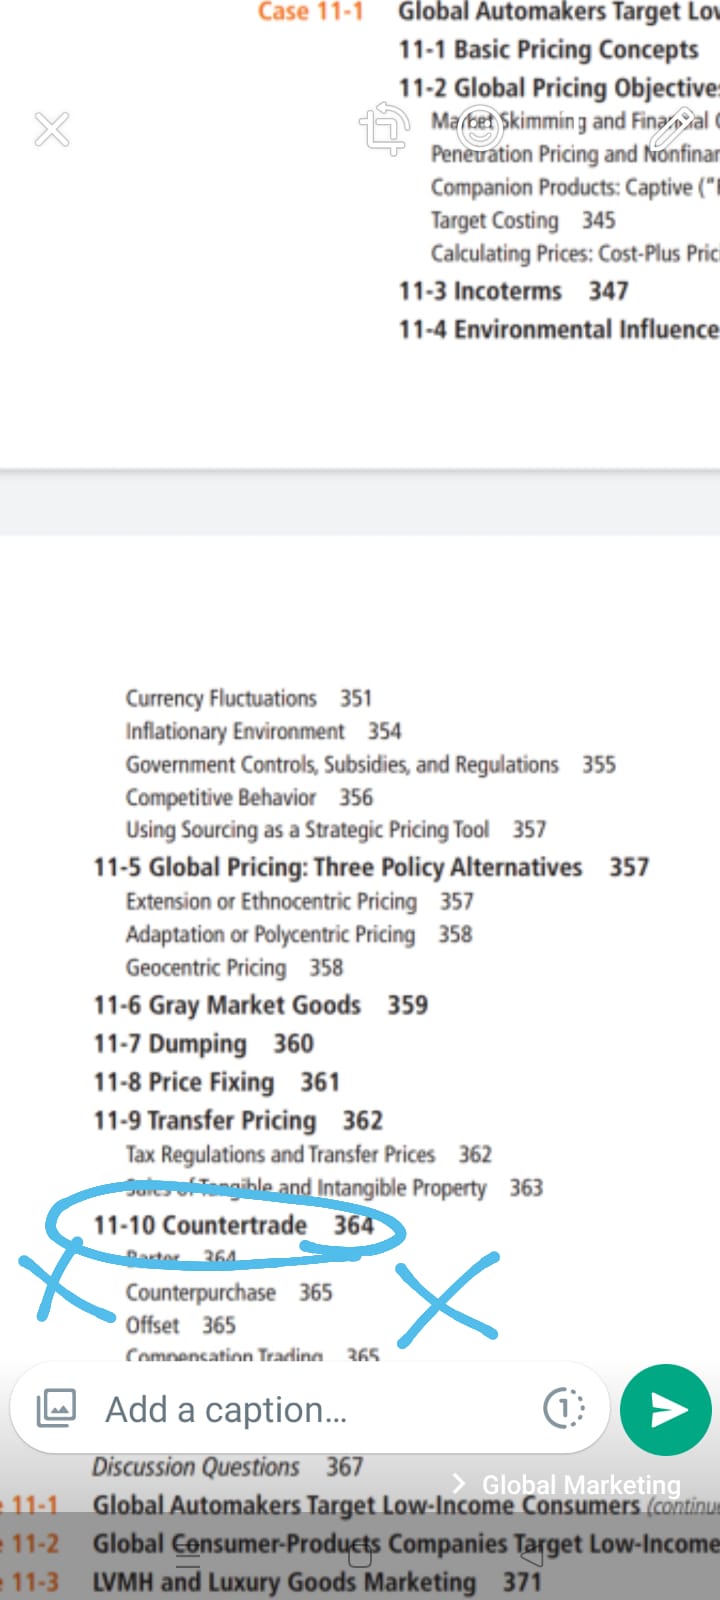 Case 11-1 Global Automakers Target Lov
11-1 Basic Pricing Concepts
11-2 Global Pricing Objective
Market Skimming and Financial
Penetration Pricing and Nonfinan
Companion Products: Captive ("
Target Costing 345
Calculating Prices: Cost-Plus Pric
11-3 Incoterms 347
11-4 Environmental Influence
Currency Fluctuations 351
Inflationary Environment 354
Government Controls, Subsidies, and Regulations 355
Competitive Behavior 356
Using Sourcing as a Strategic Pricing Tool 357
11-5 Global Pricing: Three Policy Alternatives 357
Extension or Ethnocentric Pricing 357
Adaptation or Polycentric Pricing 358
Geocentric Pricing 358
11-6 Gray Market Goods 359
11-7 Dumping 360
11-8 Price Fixing 361
11-9 Transfer Pricing 362
Tax Regulations and Transfer Prices 362
Sales of Tangible and Intangible Property 363
11-10 Countertrade 364
Barter 364
Counterpurchase 365
Offset 365
Compensation Trading 365
Add a caption... 1
Discussion Questions 367
Global Marketing
11-1 Global Automakers Target Low-Income Consumers (continu
11-2 Global Consumer-Products Companies Target Low-Income
11-3 LVMH and Luxury Goods Marketing 371